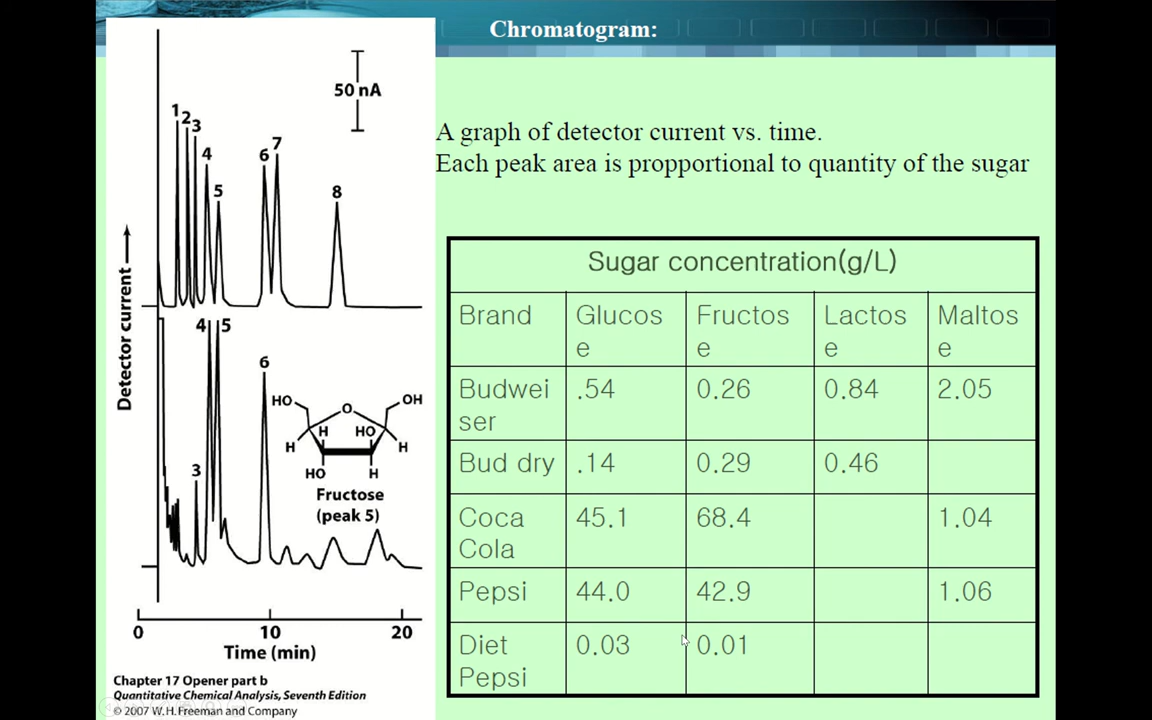 Chromatogram:
50 nA
1
2
3
4
5
6
7
8
Detector current
4
5
6
3
HO
O
OH
H
HO
H
H
HO
H
Fructose
(peak 5)
0
10
20
Time (min)
Chapter 17 Opener part b
Quantitative Chemical Analysis, Seventh Edition
© 2007 W.H. Freeman and Company
A graph of detector current vs. time.
Each peak area is propportional to quantity of the sugar
Sugar concentration(g/L)
Brand Glucos Fructos Lactos Maltos
e e e e
Budwei .54 0.26 0.84 2.05
ser
Bud dry .14 0.29 0.46
Coca 45.1 68.4 1.04
Cola
Pepsi 44.0 42.9 1.06
Diet 0.03 0.01
Pepsi